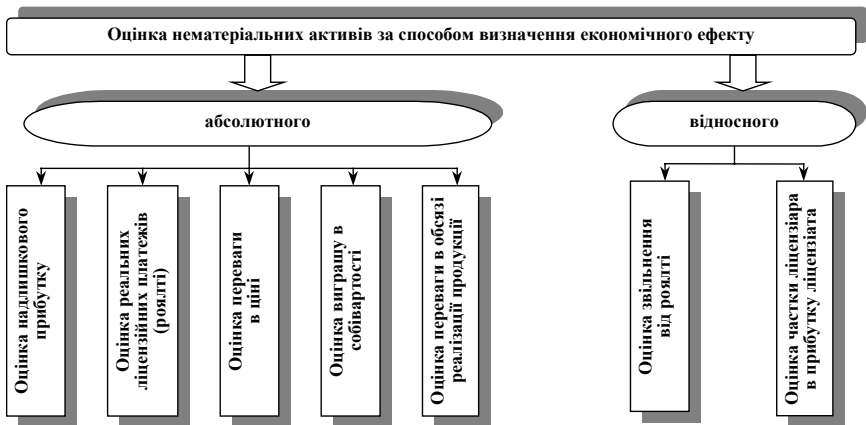 Оцінка нематеріальних активів за способом визначення економічного ефекту
абсолютного
відносного
Оцінка надлишкового
прибутку
Оцінка реальних
ліцензійних платежів
(роялті)
Оцінка переваги
в ціні
Оцінка виграшу в
собівартості
Оцінка переваги в обсязі
реалізації продукції
Оцінка звільнення
від роялті
Оцінка частки ліцензіара
в прибутку ліцензіата